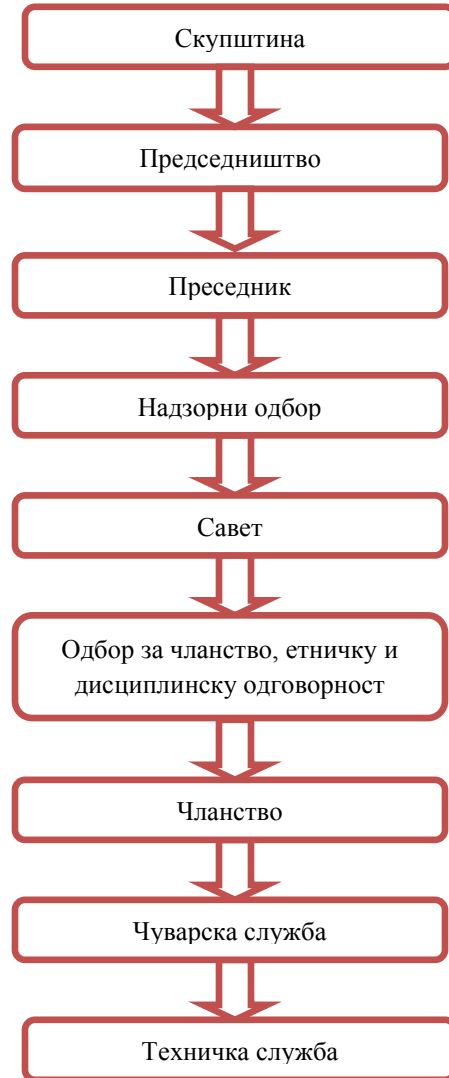 Скупштина
Председништво
Преседник
Надзорни одбор
Савет
Одбор за чланство, етничку и
дисциплинску одговорност
Чланство
Чуварска служба
Техничка служба